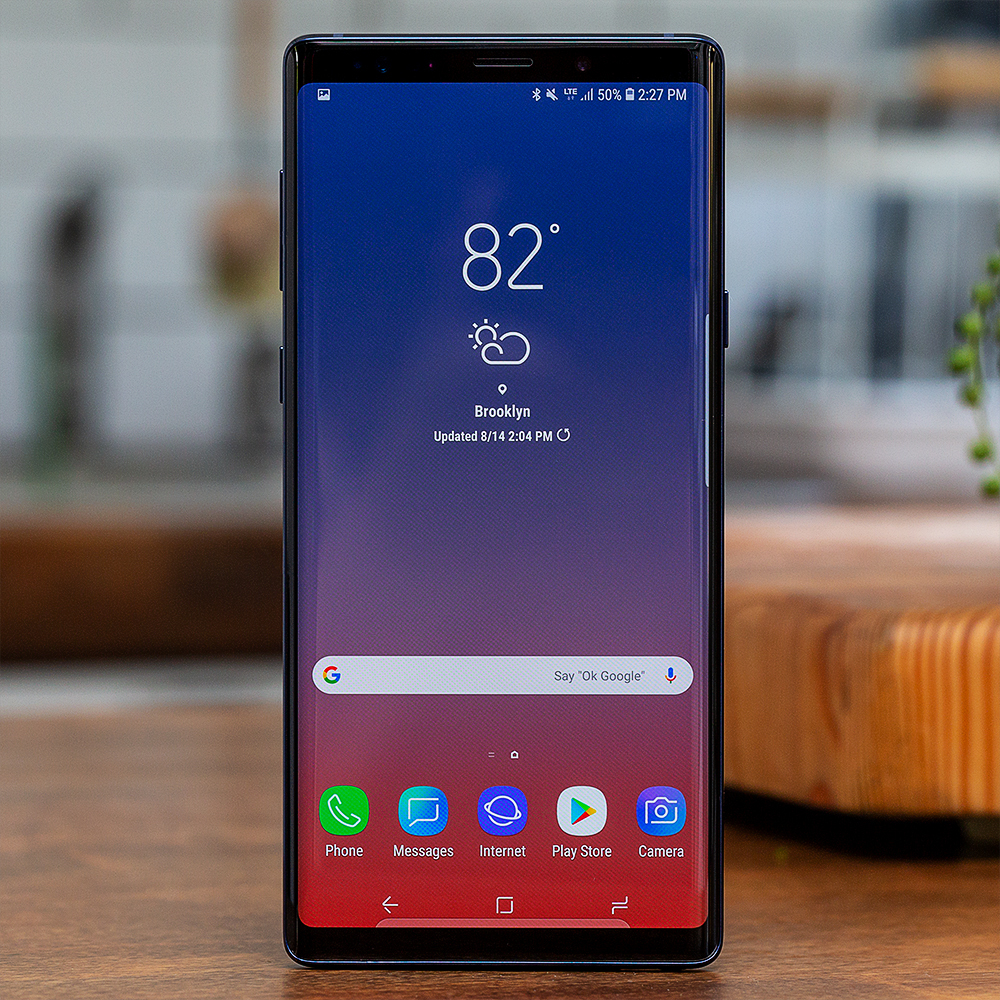 LTE 50% 2:27 PM
82°
Brooklyn
Updated 8/14 2:04 PM
G Say "Ok Google"
Phone Messages Internet Play Store Camera